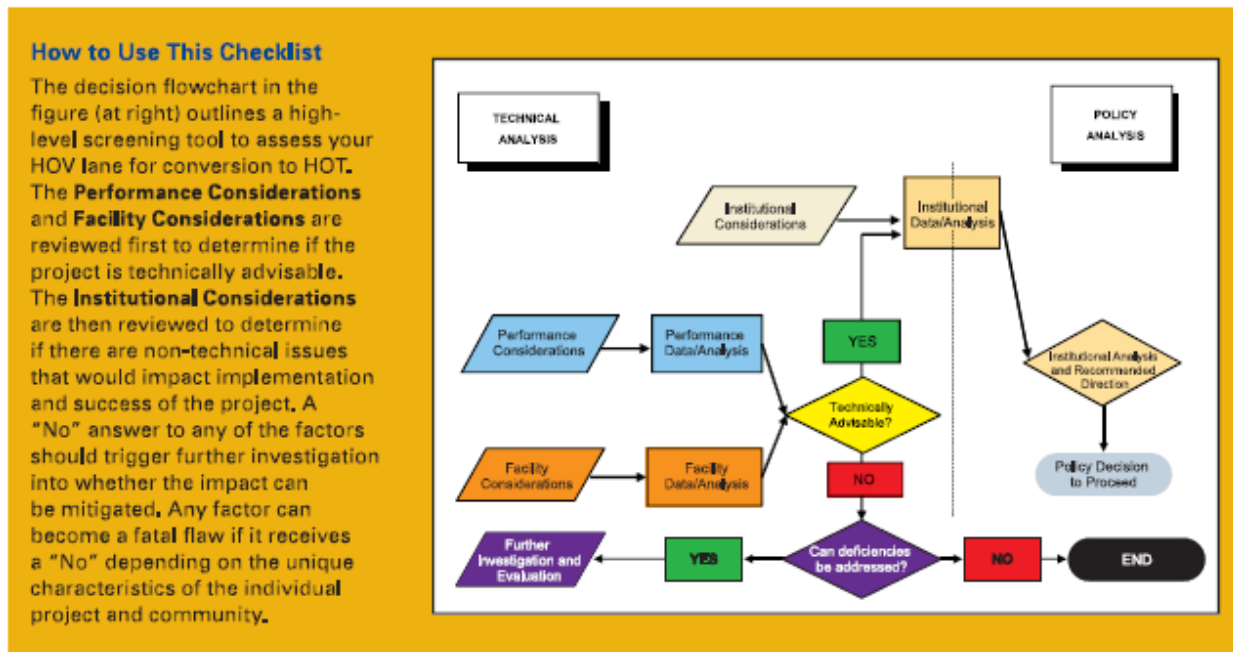 How to Use This Checklist
The decision flowchart in the
figure (at right) outlines a high-
level screening tool to assess your
HOV lane for conversion to HOT.
The Performance Considerations
and Facility Considerations are
reviewed first to determine if the
project is technically advisable.
The Institutional Considerations
are then reviewed to determine
if there are non-technical issues
that would impact implementation
and success of the project. A
“No” answer to any of the factors
should trigger further investigation
into whether the impact can
be mitigated. Any factor can
become a fatal flaw if it receives
a “No” depending on the unique
characteristics of the individual
project and community.
TECHNICAL
ANALYSIS
POLICY
ANALYSIS
Institutional
Considerations
Institutional
Data/Analysis
Performance
Considerations
Performance
Data/Analysis
YES
Institutional Analysis
and Recommended
Direction
Technically
Advisable?
Facility
Considerations
Facility
Data/Analysis
NO
Policy Decision
to Proceed
Further
Investigation and
Evaluation
YES
Can deficiencies
be addressed?
NO
END